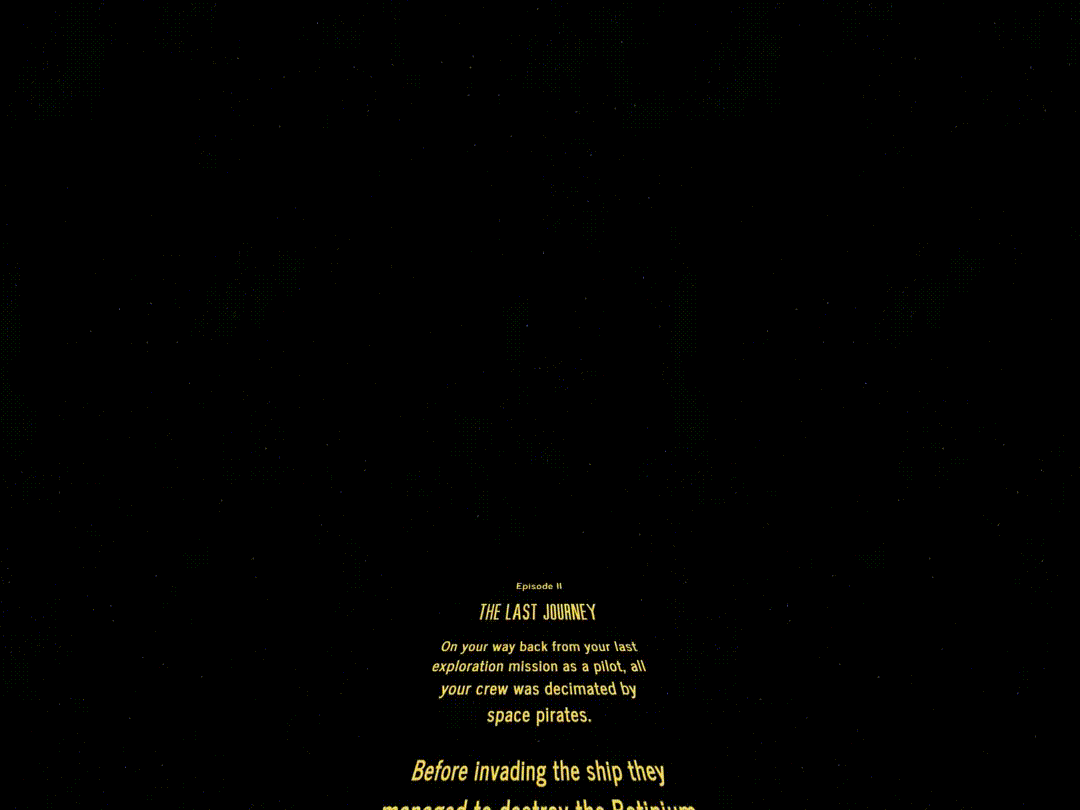 Episode II
THE LAST JOURNEY
On your way back from your last
exploration mission as a pilot, all
your crew was decimated by
space pirates.
Before invading the ship they
managed to destroy the Retinium